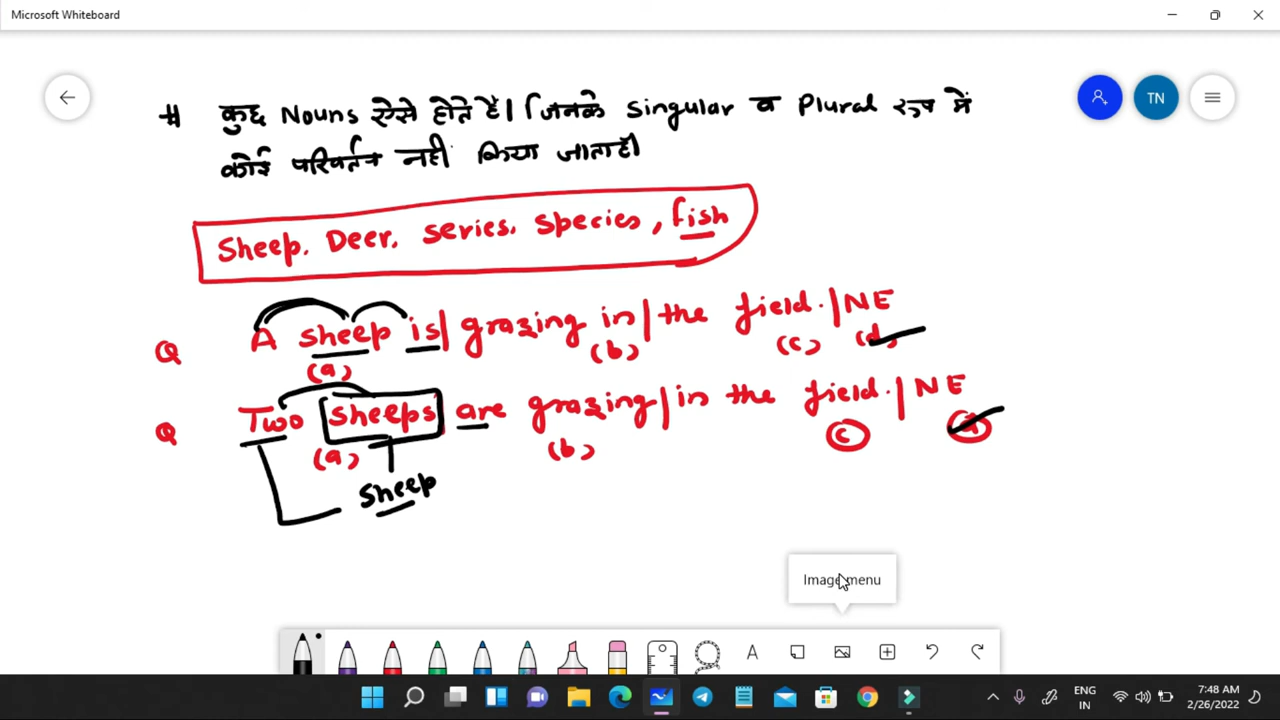 Microsoft Whiteboard
TN
# कुछ Nouns ऐसे होते हैं। जिनके Singular व Plural रूप में
कोई परिवर्तन नही किया जाता है।
Sheep. Deer. series. species, fish
Q A sheep is| grazing in| the field. | NE
(a) (b) (c) (d)
Q Two sheeps are grazing| in the field. | NE
(a) (b) (c) (d)
sheep
Image menu
A
ENG
IN
7:48 AM
2/26/2022